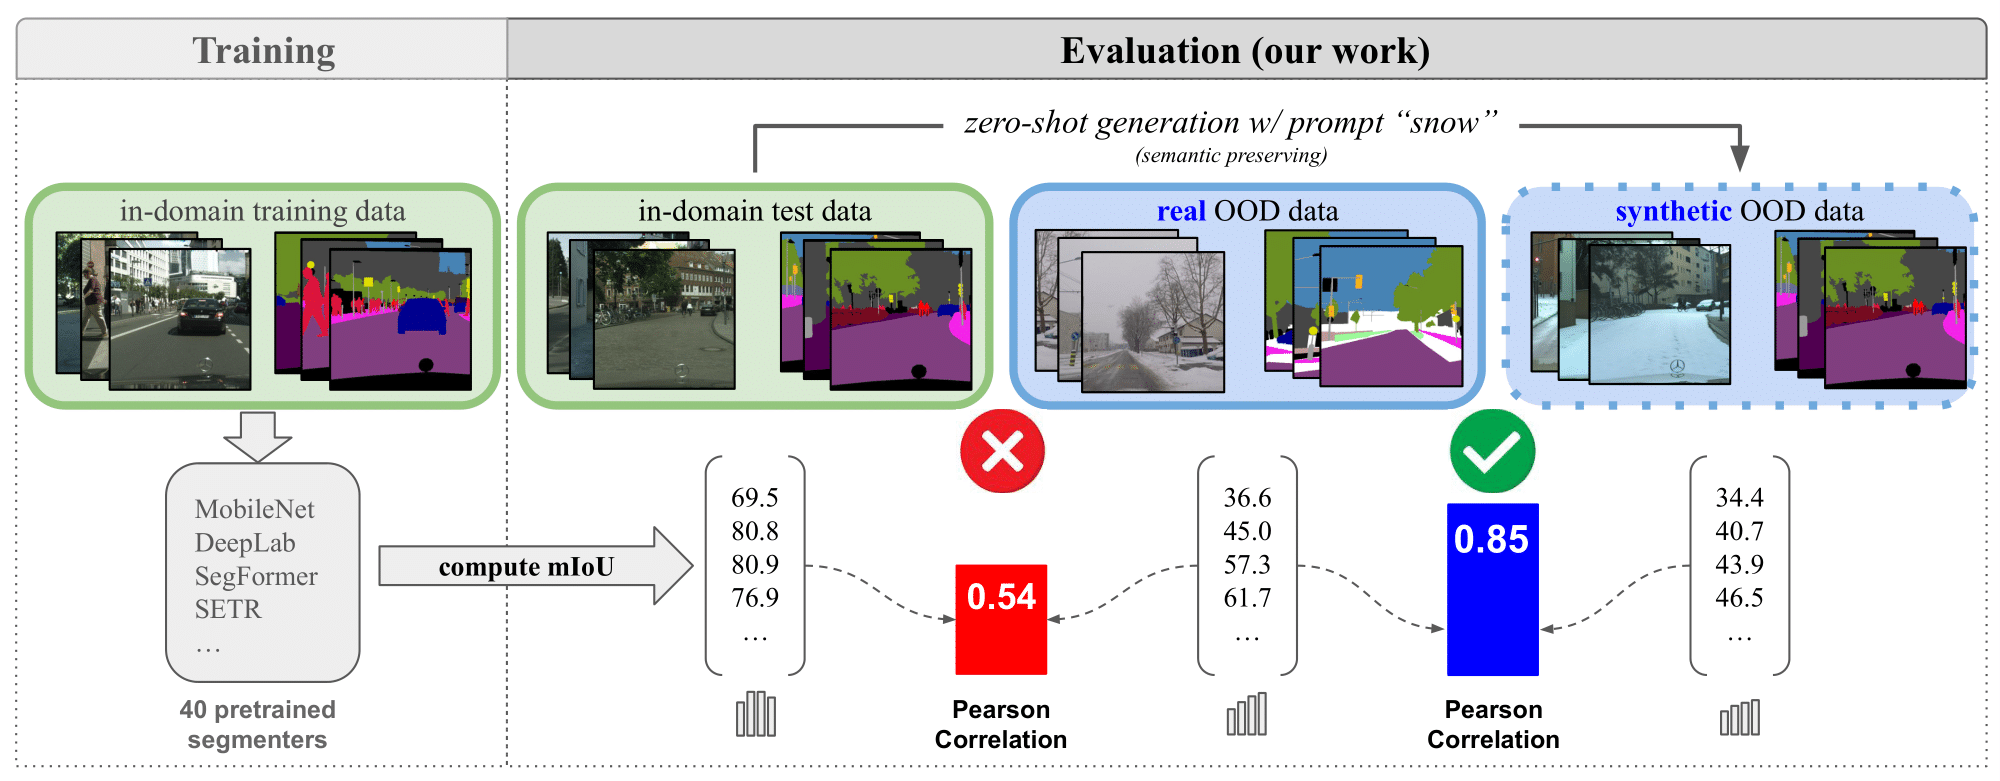 Training
Evaluation (our work)
zero-shot generation w/ prompt “snow”
(semantic preserving)
in-domain training data
in-domain test data
real OOD data
synthetic OOD data
MobileNet
DeepLab
SegFormer
SETR
…
40 pretrained
segmenters
compute mIoU
69.5
80.8
80.9
76.9
…
0.54
Pearson
Correlation
36.6
45.0
57.3
61.7
…
0.85
Pearson
Correlation
34.4
40.7
43.9
46.5
…